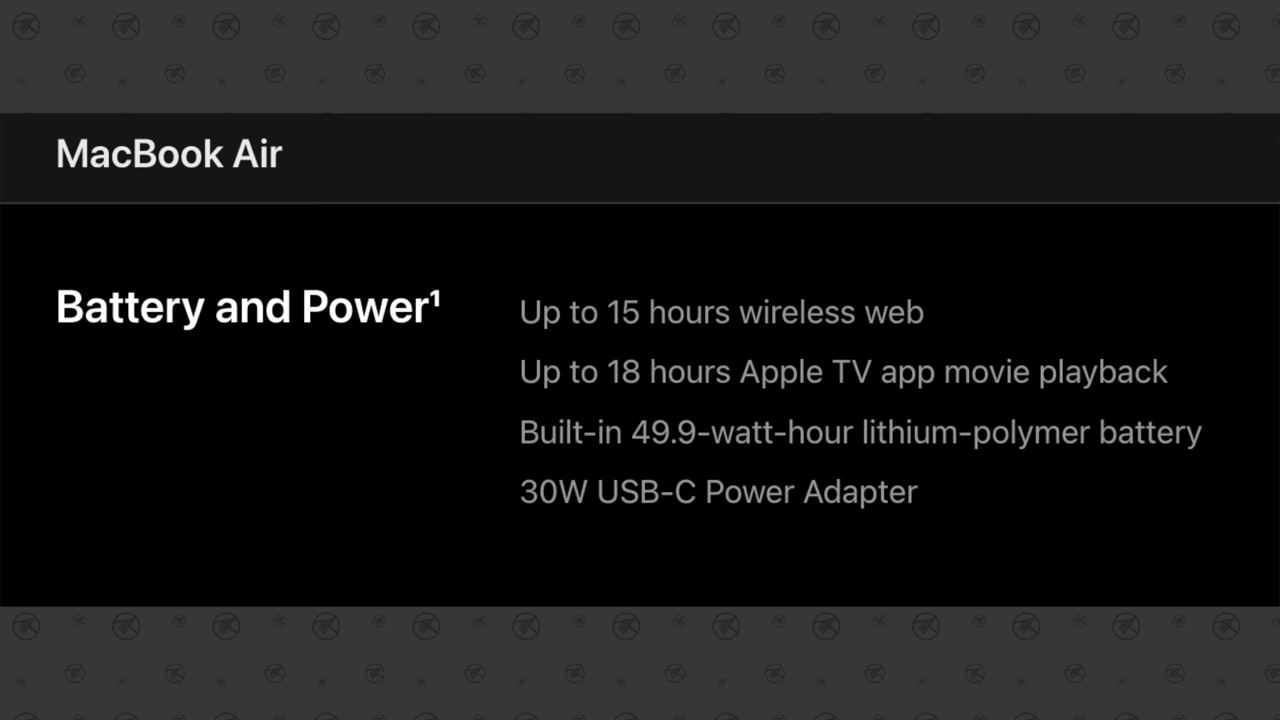 MacBook Air
Battery and Power¹
Up to 15 hours wireless web
Up to 18 hours Apple TV app movie playback
Built-in 49.9-watt-hour lithium-polymer battery
30W USB-C Power Adapter